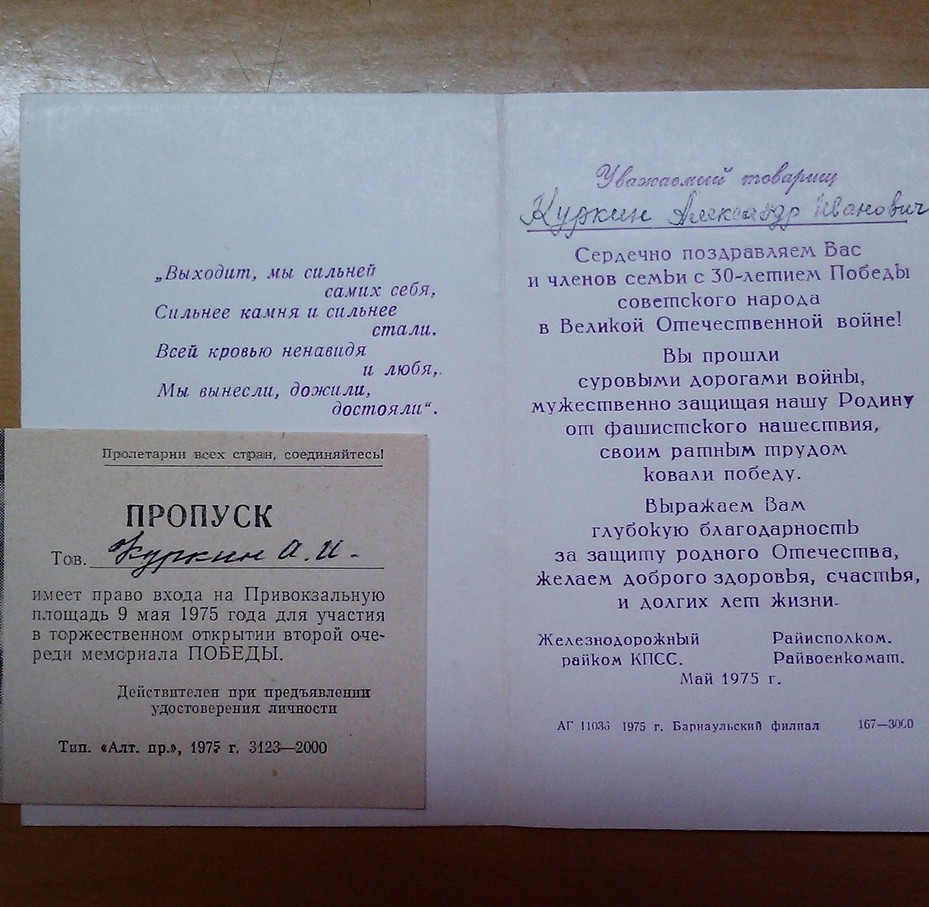 „Выходит, мы сильней
самих себя,
Сильнее камня и сильнее
стали.
Всей кровью ненавидя
и любя,
Мы вынесли, дожили,
достояли“.
Пролетарии всех стран, соединяйтесь!
ПРОПУСК
Тов. Куркин А. И.
имеет право входа на Привокзальную
площадь 9 мая 1975 года для участия
в торжественном открытии второй оче-
реди мемориала ПОБЕДЫ.
Действителен при предъявлении
удостоверения личности
Тип. «Алт. пр.», 1975 г. 3123—2000
Уважаемый товарищ
Куркин Александр Иванович
Сердечно поздравляем Вас
и членов семьи с 30-летием Победы
советского народа
в Великой Отечественной войне!
Вы прошли
суровыми дорогами войны,
мужественно защищая нашу Родину
от фашистского нашествия,
своим ратным трудом
ковали победу.
Выражаем Вам
глубокую благодарность
за защиту родного Отечества,
желаем доброго здоровья, счастья,
и долгих лет жизни.
Железнодорожный Райисполком.
райком КПСС. Райвоенкомат.
Май 1975 г.
АГ 11036 1975 г. Барнаульский филиал 167—3000